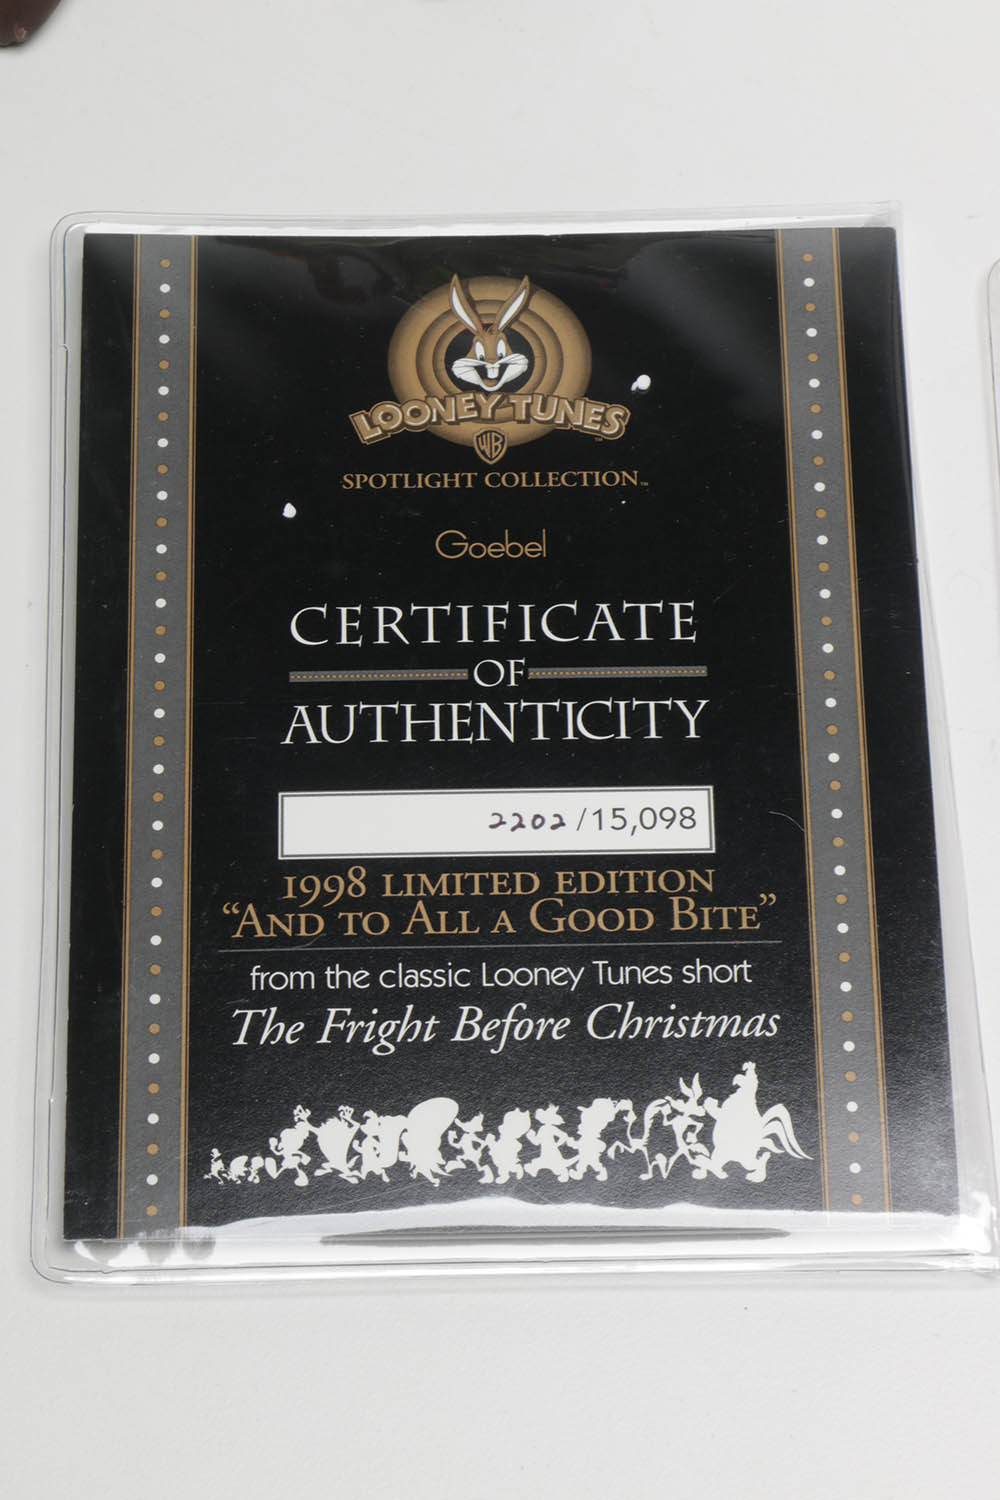 LOONEY TUNES ™
WB
SPOTLIGHT COLLECTION™
Goebel
CERTIFICATE
OF
AUTHENTICITY
2202/15,098
1998 LIMITED EDITION
“AND TO ALL A GOOD BITE”
from the classic Looney Tunes short
The Fright Before Christmas